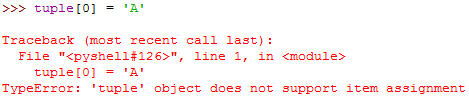 >>> tuple[0] = 'A'
Traceback (most recent call last):
  File "<pyshell#126>", line 1, in <module>
    tuple[0] = 'A'
TypeError: 'tuple' object does not support item assignment